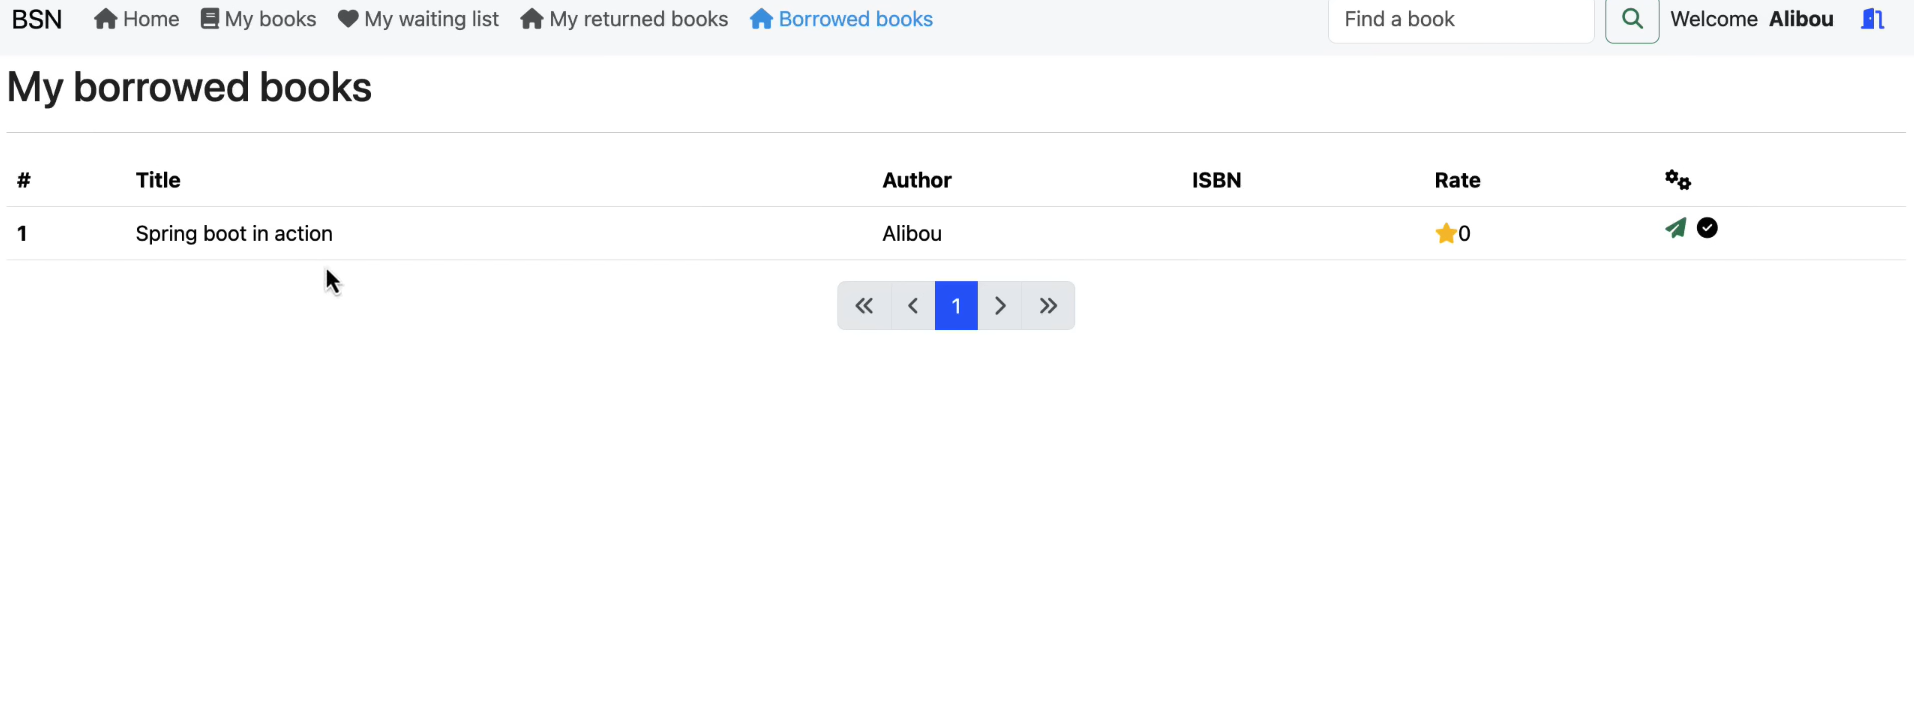 BSN Home My books My waiting list My returned books Borrowed books Find a book Welcome Alibou
My borrowed books
# Title Author ISBN Rate
1 Spring boot in action Alibou 0
« < 1 > »